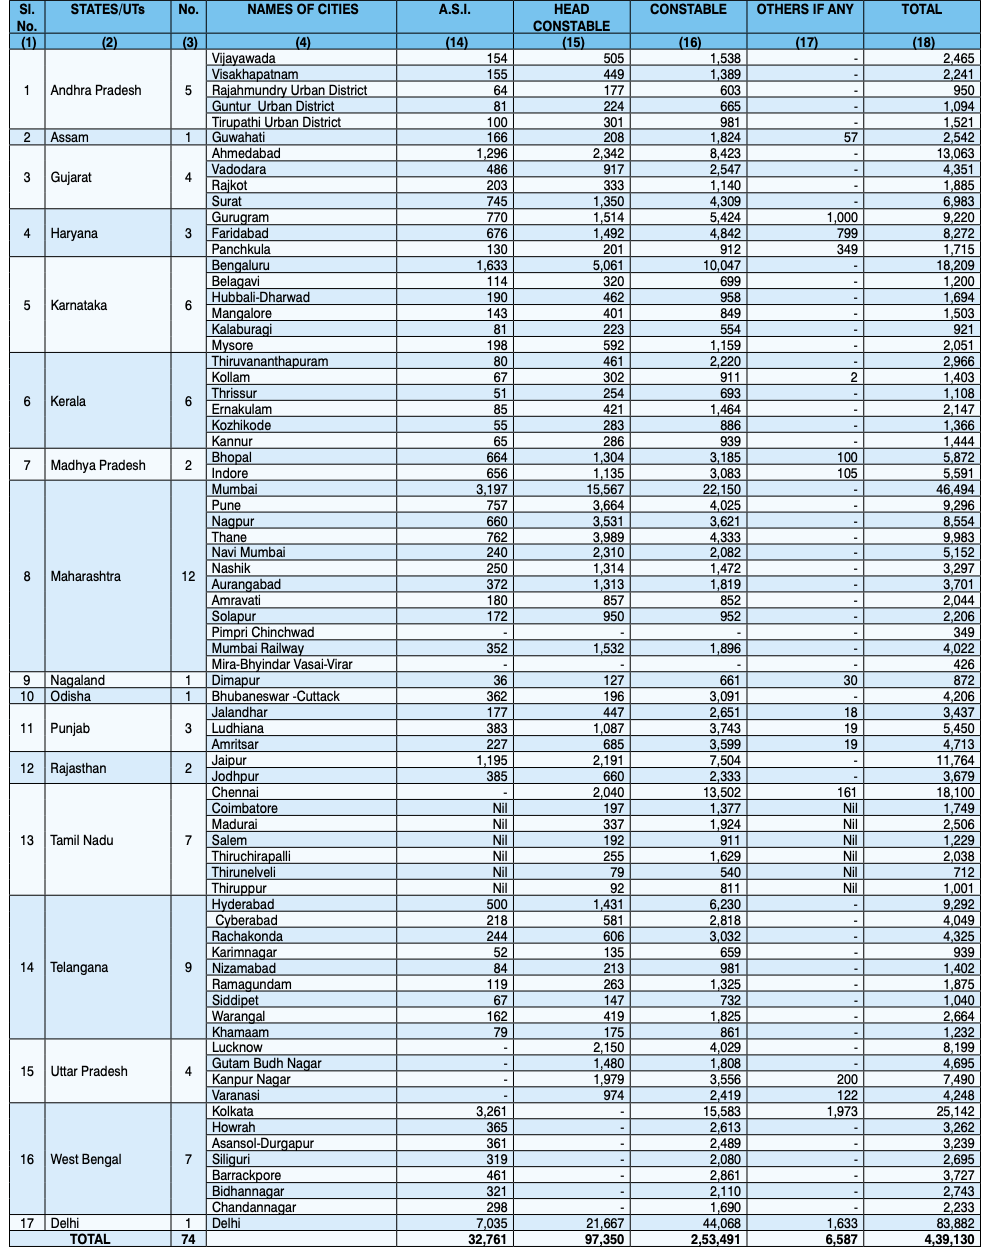 Sl. No. STATES/UTs No. NAMES OF CITIES A.S.I. HEAD CONSTABLE CONSTABLE OTHERS IF ANY TOTAL
(1) (2) (3) (4) (14) (15) (16) (17) (18)
1 Andhra Pradesh 5 Vijayawada 154 505 1,538 - 2,465
Visakhapatnam 155 449 1,389 - 2,241
Rajahmundry Urban District 64 177 603 - 950
Guntur Urban District 81 224 665 - 1,094
Tirupathi Urban District 100 301 981 - 1,521
2 Assam 1 Guwahati 166 208 1,824 57 2,542
3 Gujarat 4 Ahmedabad 1,296 2,342 8,423 - 13,063
Vadodara 486 917 2,547 - 4,351
Rajkot 203 333 1,140 - 1,885
Surat 745 1,350 4,309 - 6,983
4 Haryana 3 Gurugram 770 1,514 5,424 1,000 9,220
Faridabad 676 1,492 4,842 799 8,272
Panchkula 130 201 912 349 1,715
5 Karnataka 6 Bengaluru 1,633 5,061 10,047 - 18,209
Belagavi 114 320 699 - 1,200
Hubbali-Dharwad 190 462 958 - 1,694
Mangalore 143 401 849 - 1,503
Kalaburagi 81 223 554 - 921
Mysore 198 592 1,159 - 2,051
6 Kerala 6 Thiruvananthapuram 80 461 2,220 - 2,966
Kollam 67 302 911 2 1,403
Thrissur 51 254 693 - 1,108
Ernakulam 85 421 1,464 - 2,147
Kozhikode 55 283 886 - 1,366
Kannur 65 286 939 - 1,444
7 Madhya Pradesh 2 Bhopal 664 1,304 3,185 100 5,872
Indore 656 1,135 3,083 105 5,591
8 Maharashtra 12 Mumbai 3,197 15,567 22,150 - 46,494
Pune 757 3,664 4,025 - 9,296
Nagpur 660 3,531 3,621 - 8,554
Thane 762 3,989 4,333 - 9,983
Navi Mumbai 240 2,310 2,082 - 5,152
Nashik 250 1,314 1,472 - 3,297
Aurangabad 372 1,313 1,819 - 3,701
Amravati 180 857 852 - 2,044
Solapur 172 950 952 - 2,206
Pimpri Chinchwad - - - - 349
Mumbai Railway 352 1,532 1,896 - 4,022
Mira-Bhyindar Vasai-Virar - - - - 426
9 Nagaland 1 Dimapur 36 127 661 30 872
10 Odisha 1 Bhubaneswar -Cuttack 362 196 3,091 - 4,206
11 Punjab 3 Jalandhar 177 447 2,651 18 3,437
Ludhiana 383 1,087 3,743 19 5,450
Amritsar 227 685 3,599 19 4,713
12 Rajasthan 2 Jaipur 1,195 2,191 7,504 - 11,764
Jodhpur 385 660 2,333 - 3,679
13 Tamil Nadu 7 Chennai - 2,040 13,502 161 18,100
Coimbatore Nil 197 1,377 Nil 1,749
Madurai Nil 337 1,924 Nil 2,506
Salem Nil 192 911 Nil 1,229
Thiruchirapalli Nil 255 1,629 Nil 2,038
Thirunelveli Nil 79 540 Nil 712
Thiruppur Nil 92 811 Nil 1,001
14 Telangana 9 Hyderabad 500 1,431 6,230 - 9,292
Cyberabad 218 581 2,818 - 4,049
Rachakonda 244 606 3,032 - 4,325
Karimnagar 52 135 659 - 939
Nizamabad 84 213 981 - 1,402
Ramagundam 119 263 1,325 - 1,875
Siddipet 67 147 732 - 1,040
Warangal 162 419 1,825 - 2,664
Khamaam 79 175 861 - 1,232
15 Uttar Pradesh 4 Lucknow - 2,150 4,029 - 8,199
Gutam Budh Nagar - 1,480 1,808 - 4,695
Kanpur Nagar - 1,979 3,556 200 7,490
Varanasi - 974 2,419 122 4,248
16 West Bengal 7 Kolkata 3,261 - 15,583 1,973 25,142
Howrah 365 - 2,613 - 3,262
Asansol-Durgapur 361 - 2,489 - 3,239
Siliguri 319 - 2,080 - 2,695
Barrackpore 461 - 2,861 - 3,727
Bidhannagar 321 - 2,110 - 2,743
Chandannagar 298 - 1,690 - 2,233
17 Delhi 1 Delhi 7,035 21,667 44,068 1,633 83,882
TOTAL 74 32,761 97,350 2,53,491 6,587 4,39,130